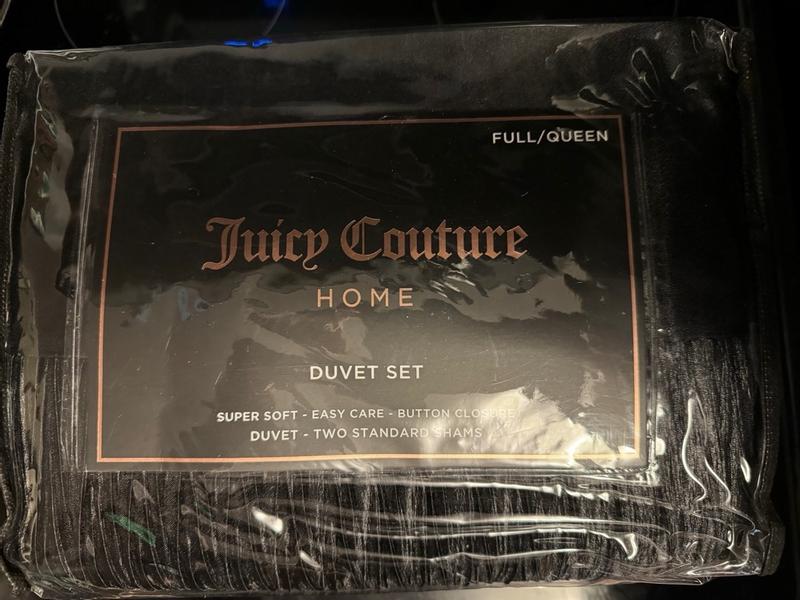 FULL/QUEEN
Juicy Couture
HOME
DUVET SET
SUPER SOFT - EASY CARE - BUTTON CLOSURE
DUVET - TWO STANDARD SHAMS